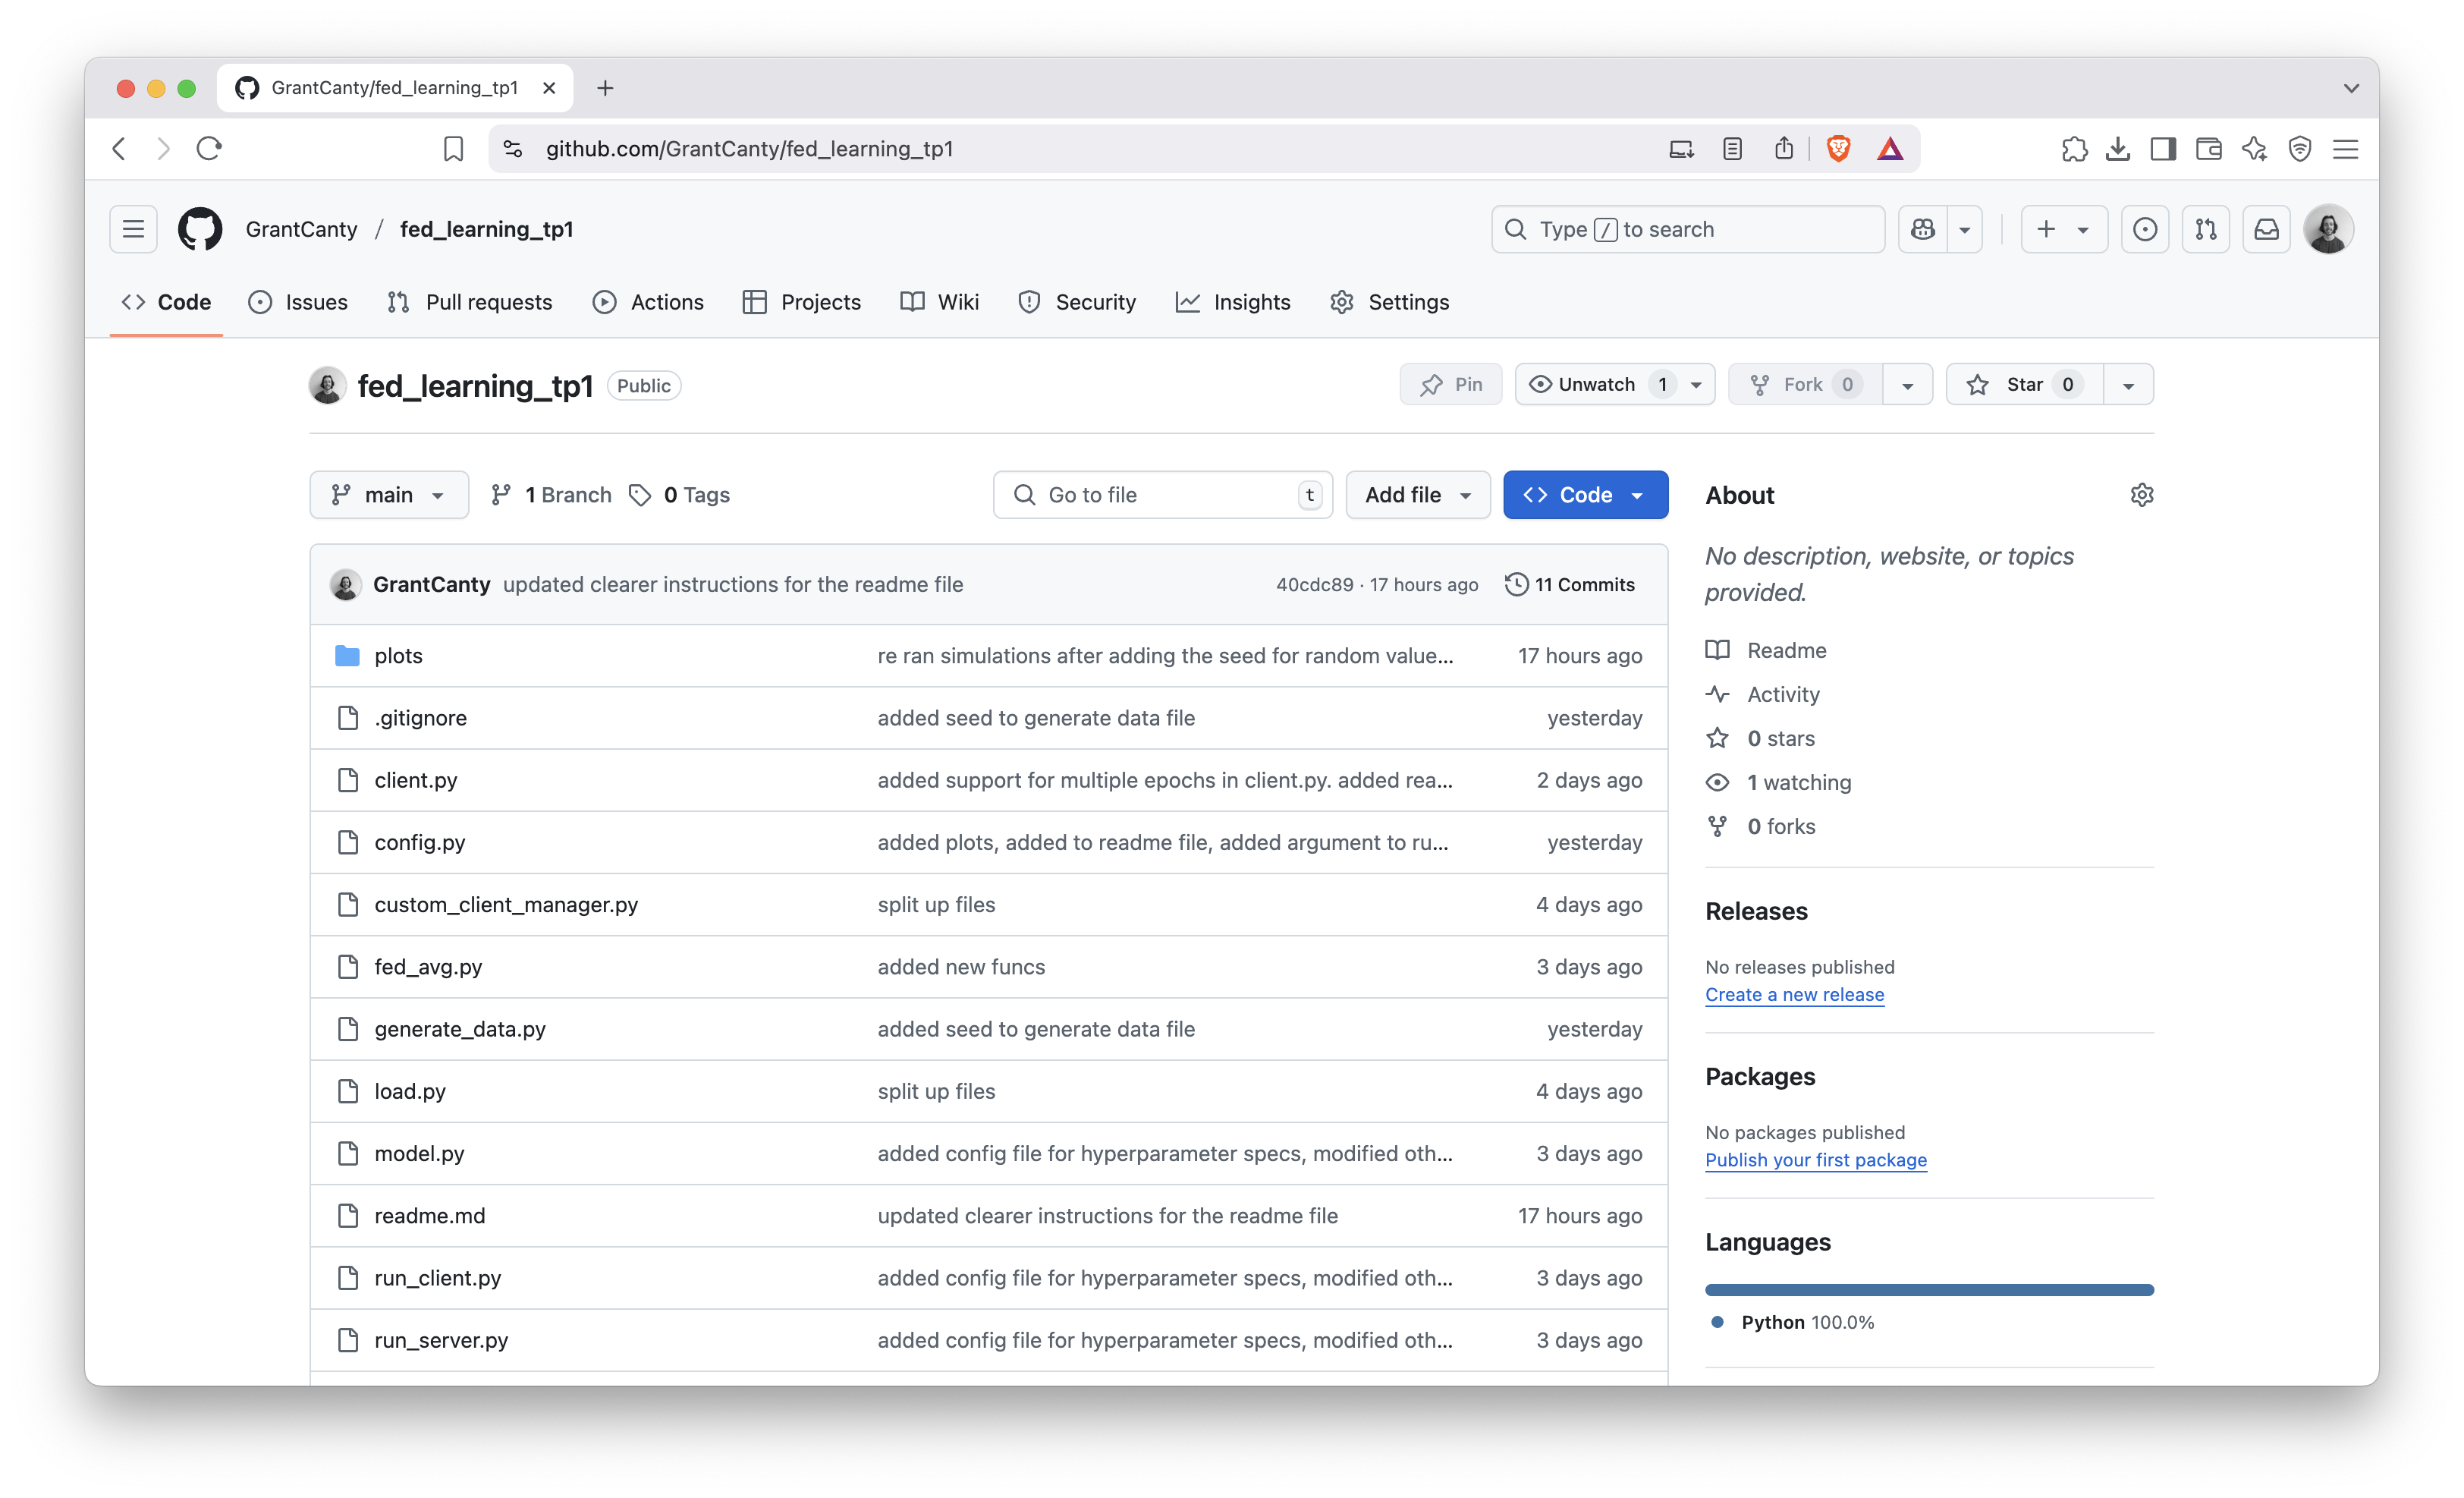 GrantCanty/fed_learning_tp1
github.com/GrantCanty/fed_learning_tp1
GrantCanty / fed_learning_tp1
Type / to search
Code Issues Pull requests Actions Projects Wiki Security Insights Settings
fed_learning_tp1 Public
Pin Unwatch 1 Fork 0 Star 0
main 1 Branch 0 Tags Go to file t Add file Code
GrantCanty updated clearer instructions for the readme file 40cdc89 · 17 hours ago 11 Commits
plots re ran simulations after adding the seed for random value... 17 hours ago
.gitignore added seed to generate data file yesterday
client.py added support for multiple epochs in client.py. added rea... 2 days ago
config.py added plots, added to readme file, added argument to ru... yesterday
custom_client_manager.py split up files 4 days ago
fed_avg.py added new funcs 3 days ago
generate_data.py added seed to generate data file yesterday
load.py split up files 4 days ago
model.py added config file for hyperparameter specs, modified oth... 3 days ago
readme.md updated clearer instructions for the readme file 17 hours ago
run_client.py added config file for hyperparameter specs, modified oth... 3 days ago
run_server.py added config file for hyperparameter specs, modified oth... 3 days ago
About
No description, website, or topics
provided.
Readme
Activity
0 stars
1 watching
0 forks
Releases
No releases published
Create a new release
Packages
No packages published
Publish your first package
Languages
Python 100.0%